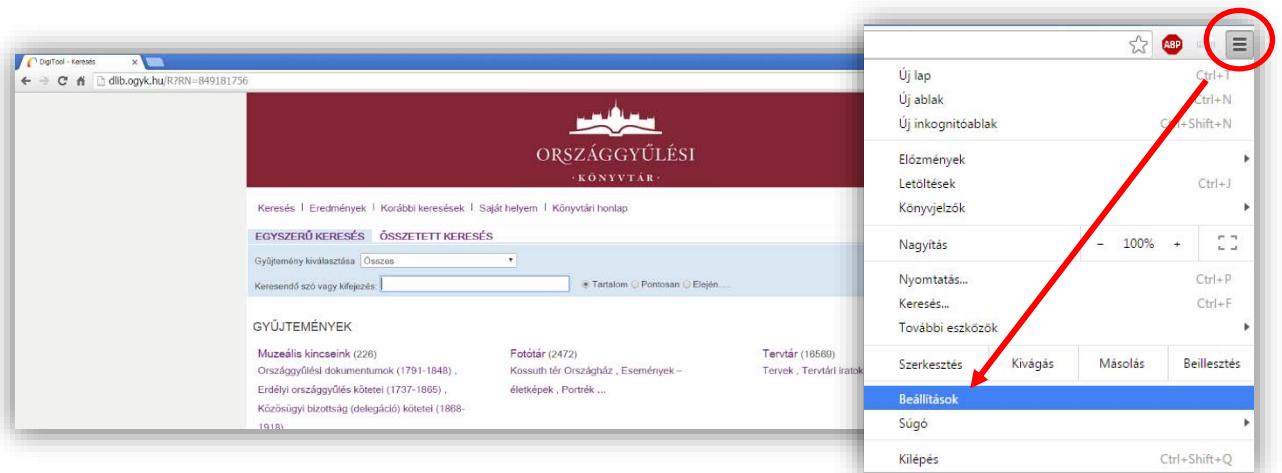 DigiTool - Keresés
dlib.ogyk.hu/R?RN=849181756
ORSZÁGGYŰLÉSI
·KÖNYVTÁR·
Keresés | Eredmények | Korábbi keresések | Saját helyem | Könyvtári honlap
EGYSZERŰ KERESÉS ÖSSZETETT KERESÉS
Gyűjtemény kiválasztása Összes
Keresendő szó vagy kifejezés: Tartalom Pontosan Elején.....
GYŰJTEMÉNYEK
Muzeális kincseink (226)
Országgyűlési dokumentumok (1791-1848) ,
Erdélyi országgyűlés kötetei (1737-1865) ,
Közösügyi bizottság (delegáció) kötetei (1868-
1918)
Fotótár (2472)
Kossuth tér Országház , Események –
életképek , Portrék ...
Tervtár (16569)
Tervek , Tervtári iratok
ABP
Új lap Ctrl+T
Új ablak Ctrl+N
Új inkognitóablak Ctrl+Shift+N
Előzmények
Letöltések Ctrl+J
Könyvjelzők
Nagyítás – 100% +
Nyomtatás... Ctrl+P
Keresés... Ctrl+F
További eszközök
Szerkesztés Kivágás Másolás Beillesztés
Beállítások
Súgó
Kilépés Ctrl+Shift+Q